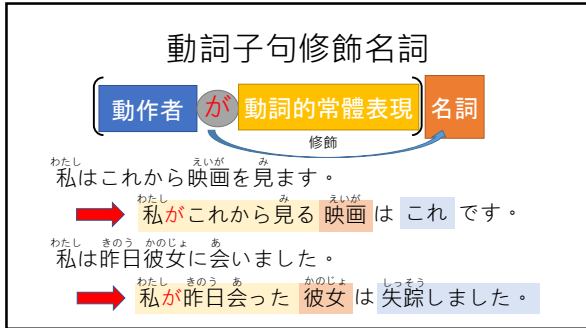 動詞子句修飾名詞
動作者 が 動詞的常體表現 名詞
修飾
わたし えいが み
私はこれから映画を見ます。
わたし み えいが
私がこれから見る 映画 は これ です。
わたし きのう かのじょ あ
私は昨日彼女に会いました。
わたし きのう あ かのじょ しっそう
私が昨日会った 彼女 は 失踪しました。